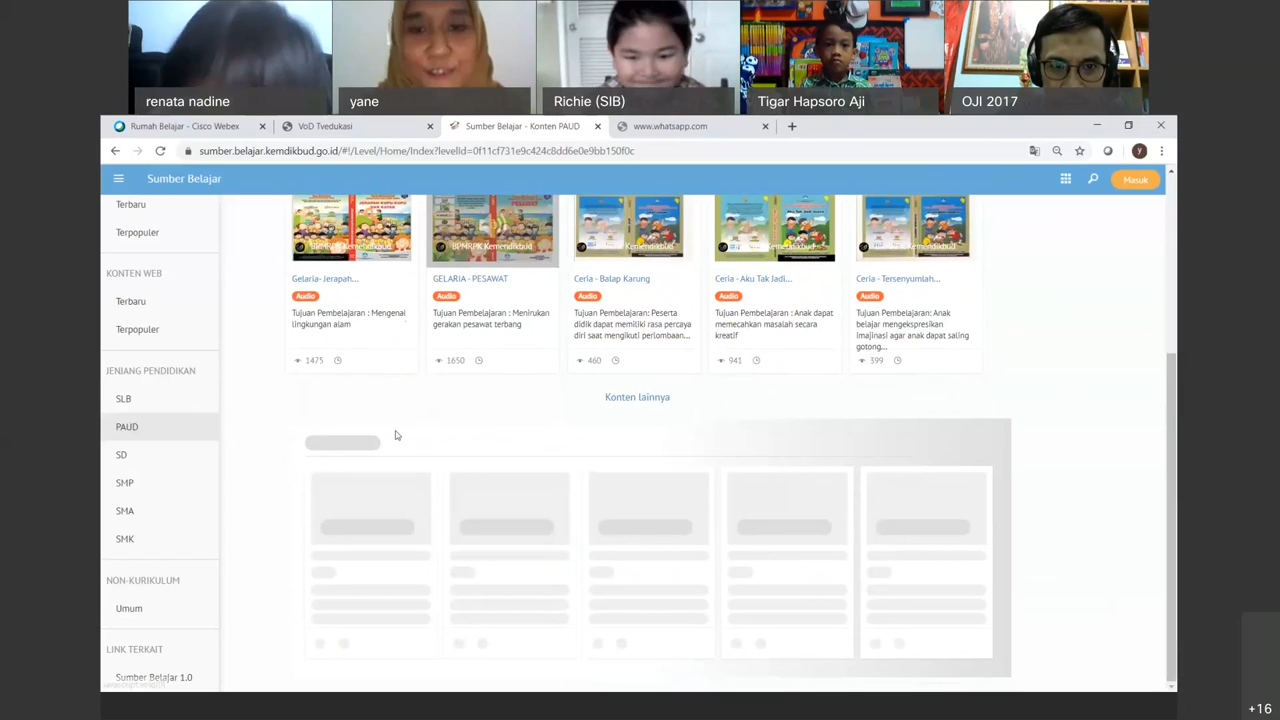 renata nadine
yane
Richie (SIB)
Tigar Hapsoro Aji
OJI 2017
Rumah Belajar - Cisco Webex
VoD Tvedukasi
Sumber Belajar - Konten PAUD
www.whatsapp.com
sumber.belajar.kemdikbud.go.id/#!/Level/Home/Index?levelId=0f11cf731e9c424c8dd6e0e9bb150f0c
y
Sumber Belajar
Masuk
Terbaru
Terpopuler
KONTEN WEB
Terbaru
Terpopuler
JENJANG PENDIDIKAN
SLB
PAUD
SD
SMP
SMA
SMK
NON-KURIKULUM
Umum
LINK TERKAIT
Sumber Belajar 1.0
BPMRPK Kemendikbud
BPMRPK Kemendikbud
Kemendikbud
Gelaria- Jerapah...
Audio
Tujuan Pembelajaran : Mengenal
lingkungan alam
1475
GELARIA - PESAWAT
Audio
Tujuan Pembelajaran : Menirukan
gerakan pesawat terbang
1650
Ceria - Balap Karung
Audio
Tujuan Pembelajaran: Peserta
didik dapat memiliki rasa percaya
diri saat mengikuti perlombaan...
460
Ceria - Aku Tak Jadi...
Audio
Tujuan Pembelajaran : Anak dapat
memecahkan masalah secara
kreatif
941
Ceria - Tersenyumlah...
Audio
Tujuan Pembelajaran: Anak
belajar mengekspresikan
imajinasi agar anak dapat saling
gotong...
399
Konten lainnya
+16